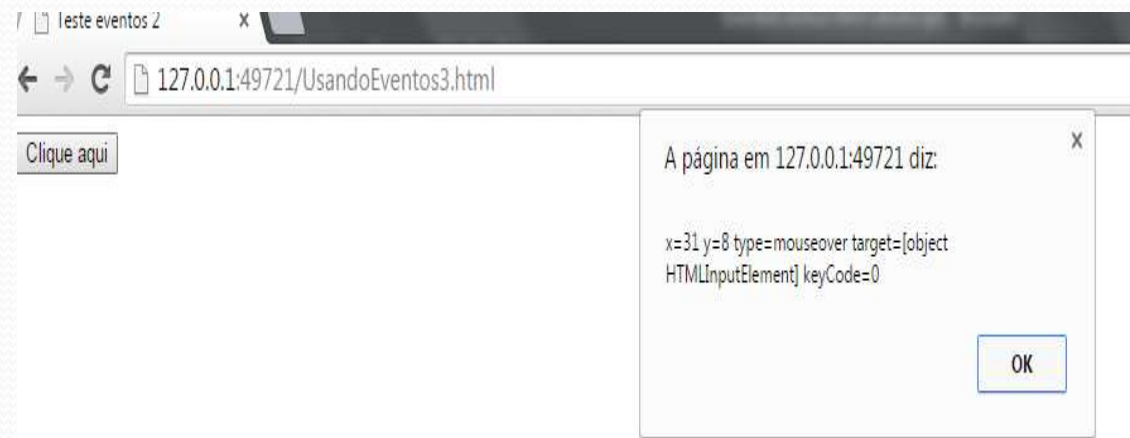 Teste eventos 2 x
127.0.0.1:49721/UsandoEventos3.html
Clique aqui
A página em 127.0.0.1:49721 diz: x
x=31 y=8 type=mouseover target=[object
HTMLInputElement] keyCode=0
OK